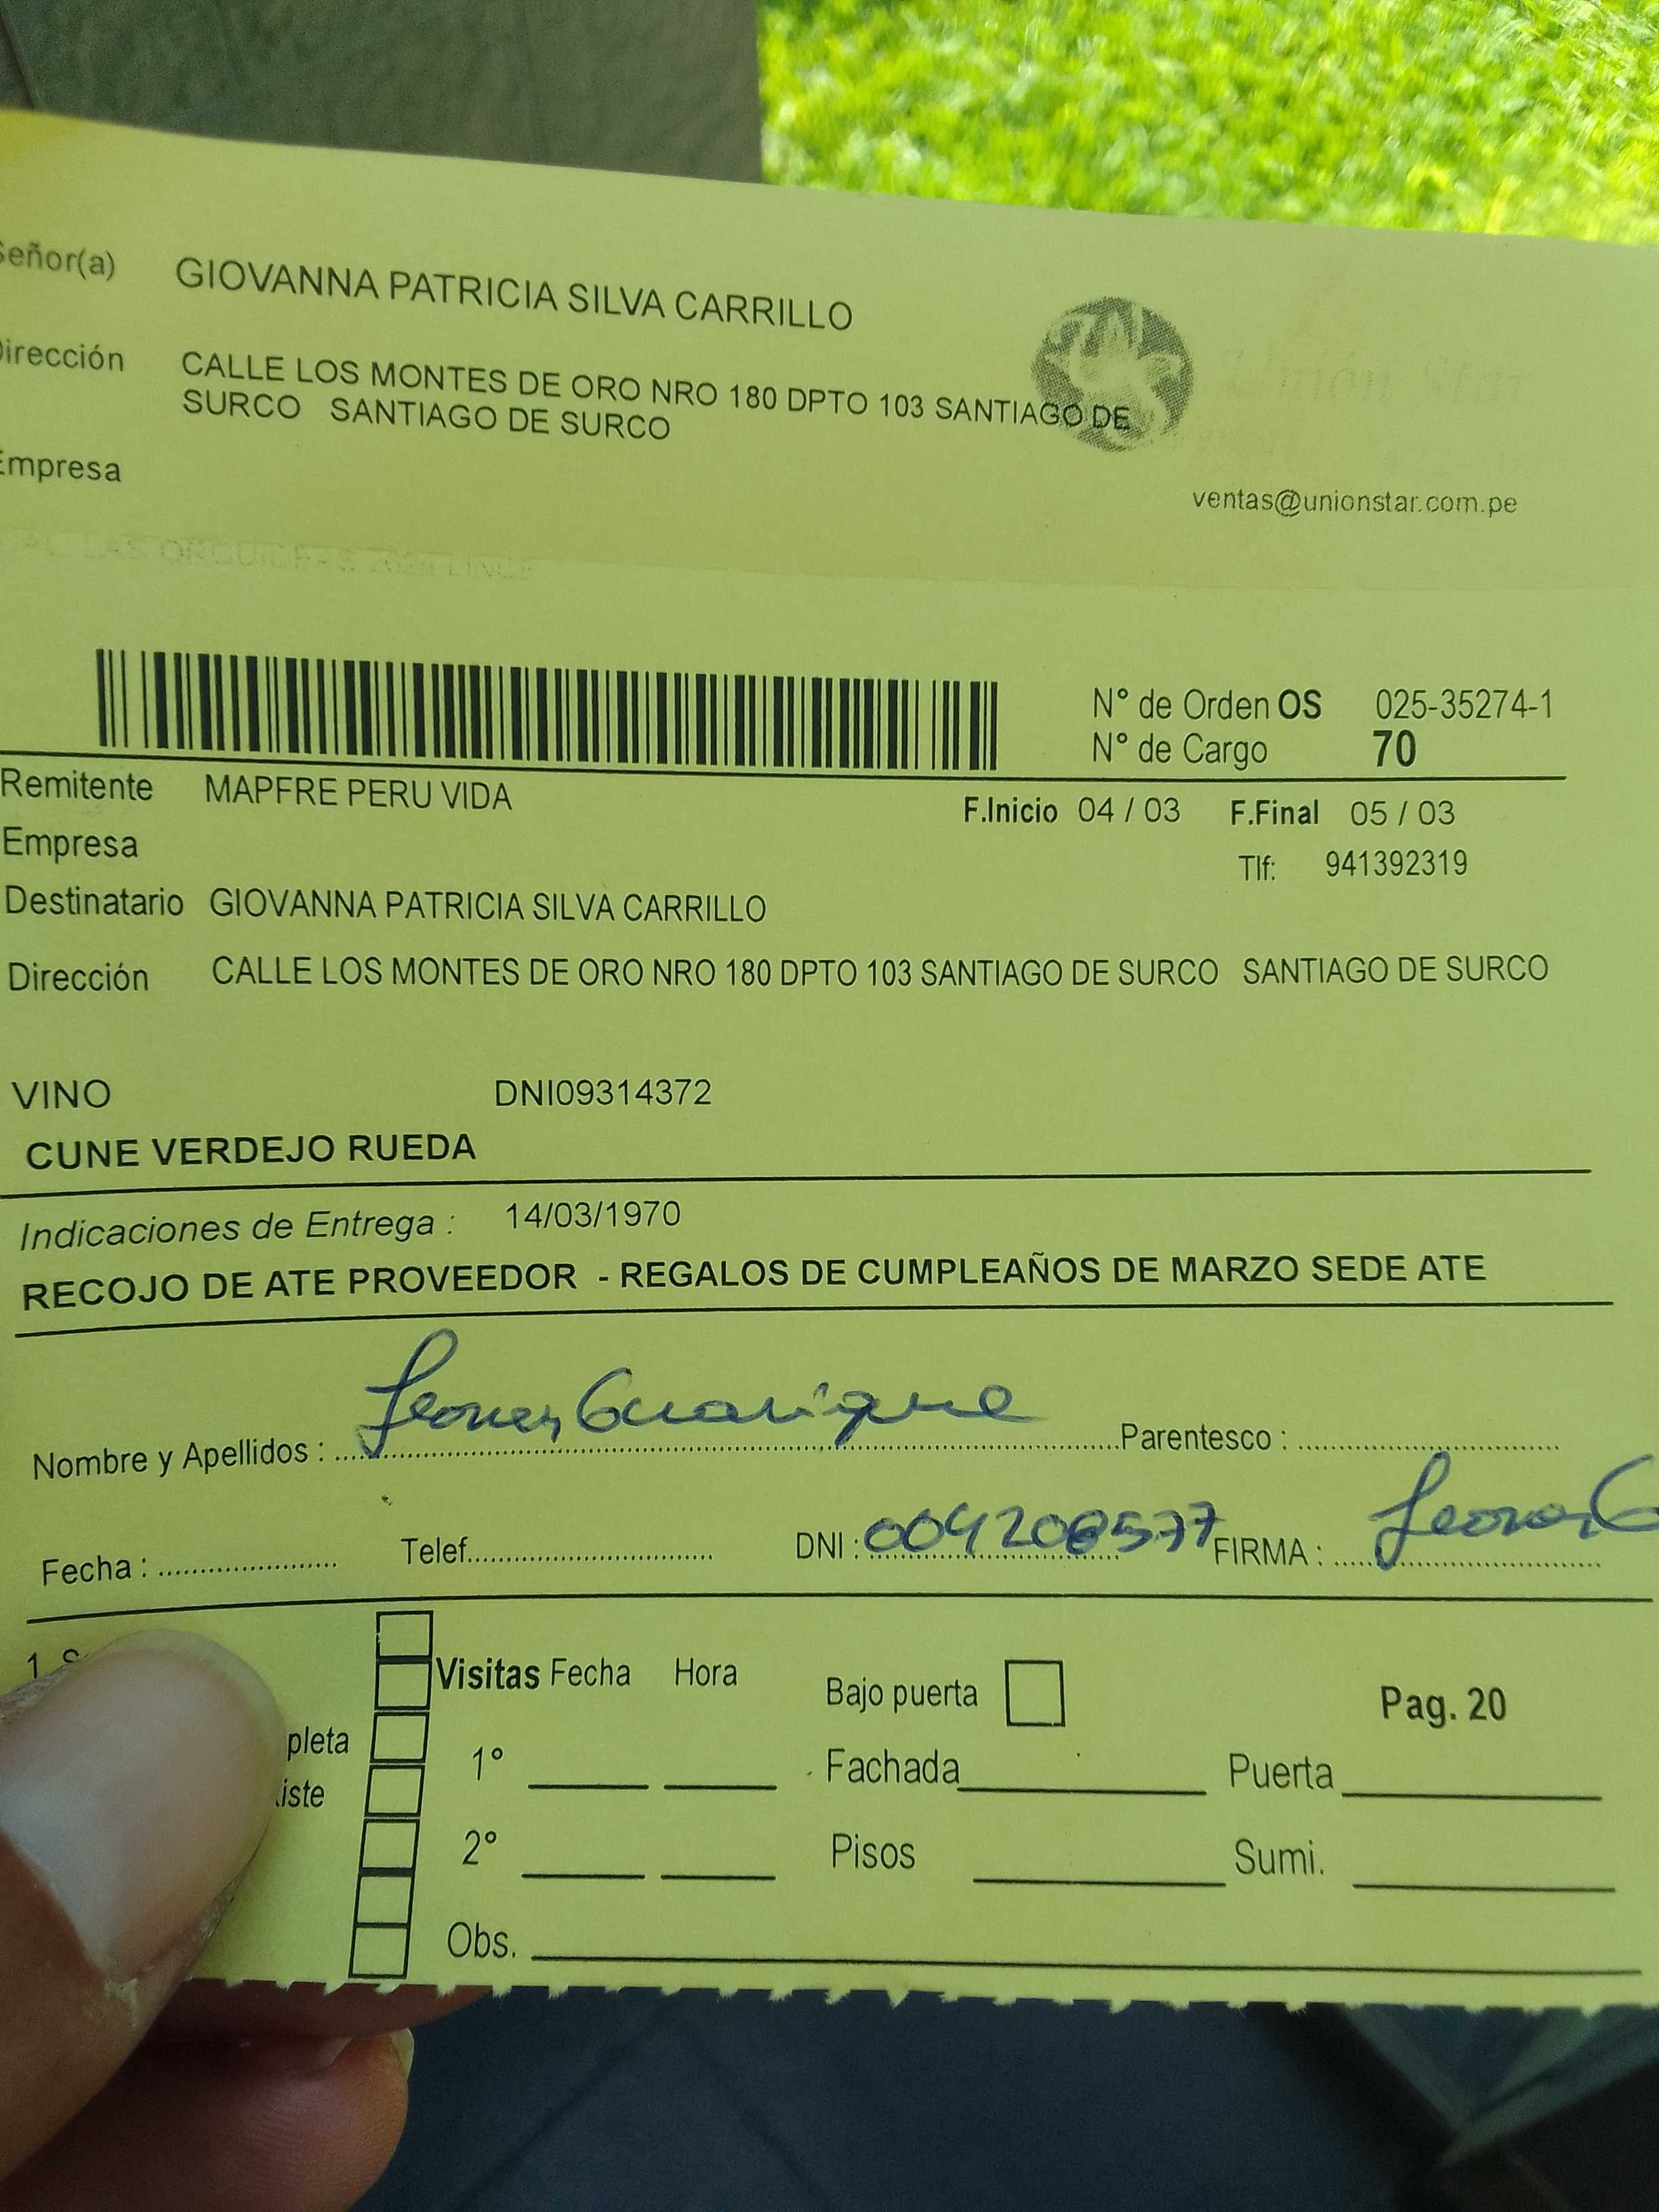 Señor(a) GIOVANNA PATRICIA SILVA CARRILLO
Dirección CALLE LOS MONTES DE ORO NRO 180 DPTO 103 SANTIAGO DE
SURCO SANTIAGO DE SURCO
Empresa
ventas@unionstar.com.pe
N° de Orden OS 025-35274-1
N° de Cargo 70
Remitente MAPFRE PERU VIDA
F.Inicio 04 / 03 F.Final 05 / 03
Empresa
Tlf: 941392319
Destinatario GIOVANNA PATRICIA SILVA CARRILLO
Dirección CALLE LOS MONTES DE ORO NRO 180 DPTO 103 SANTIAGO DE SURCO SANTIAGO DE SURCO
VINO DNI09314372
CUNE VERDEJO RUEDA
Indicaciones de Entrega : 14/03/1970
RECOJO DE ATE PROVEEDOR - REGALOS DE CUMPLEAÑOS DE MARZO SEDE ATE
Nombre y Apellidos : Guarique Parentesco :
Fecha : Telef. DNI : 004208577 FIRMA :
1
pleta
iste
Visitas Fecha Hora Bajo puerta Pag. 20
1° Fachada Puerta
2° Pisos Sumi.
Obs.